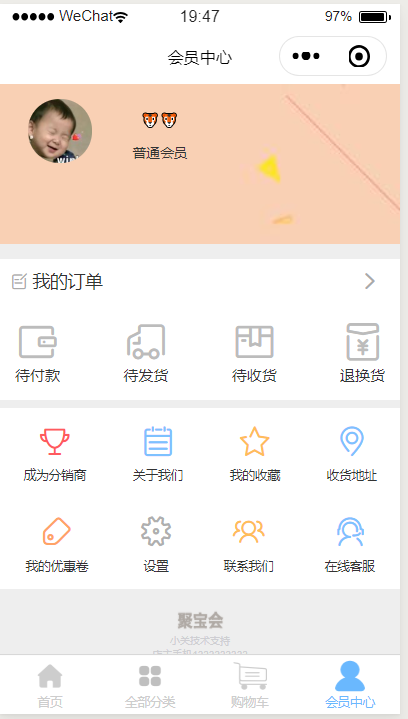 WeChat 19:47 97%
会员中心
🐯🐯
普通会员
我的订单
待付款 待发货 待收货 退换货
成为分销商 关于我们 我的收藏 收货地址
我的优惠卷 设置 联系我们 在线客服
聚宝会
小关技术支持
首页 全部分类 购物车 会员中心